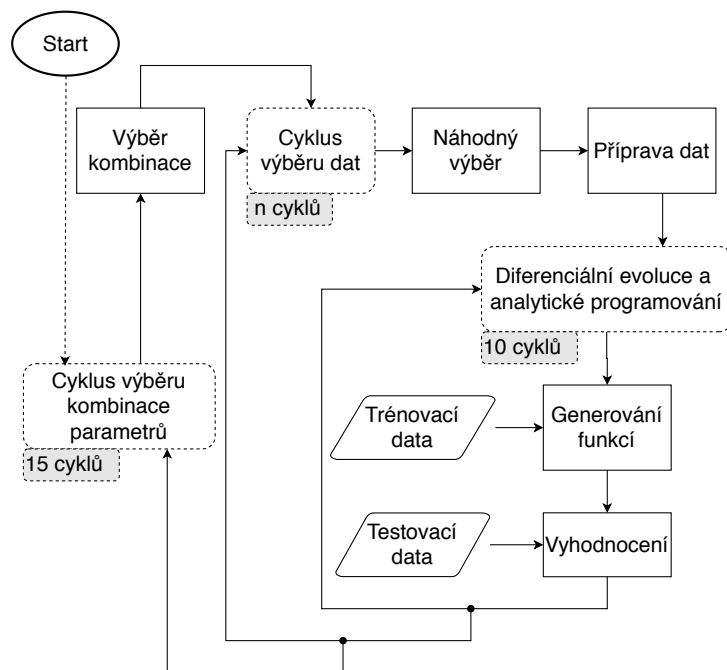 Start
Výběr
kombinace
Cyklus
výběru dat
n cyklů
Náhodný
výběr
Příprava dat
Diferenciální evoluce a
analytické programování
10 cyklů
Cyklus výběru
kombinace
parametrů
15 cyklů
Trénovací
data
Generování
funkcí
Testovací
data
Vyhodnocení